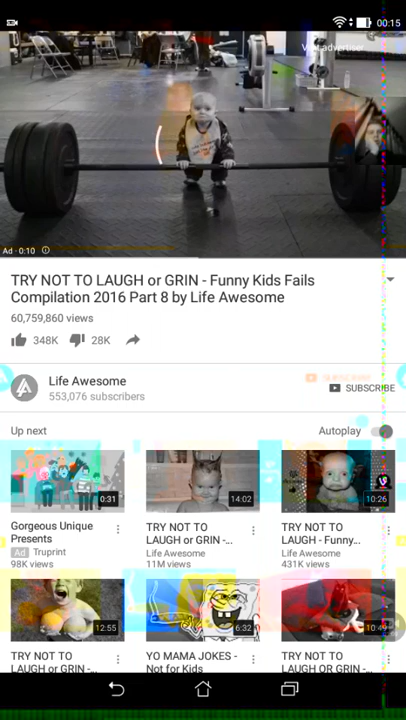 00:15
Visit advertiser
Ad · 0:10
TRY NOT TO LAUGH or GRIN - Funny Kids Fails
Compilation 2016 Part 8 by Life Awesome
60,759,860 views
348K 28K
Life Awesome
553,076 subscribers
SUBSCRIBE
Up next
Autoplay
0:31
14:02
10:26
Gorgeous Unique
Presents
Ad Truprint
98K views
TRY NOT TO
LAUGH or GRIN -...
Life Awesome
11M views
TRY NOT TO
LAUGH - Funny...
Life Awesome
431K views
12:55
6:32
10:49
TRY NOT TO
LAUGH or GRIN -...
YO MAMA JOKES -
Not for Kids
TRY NOT TO
LAUGH OR GRIN -...